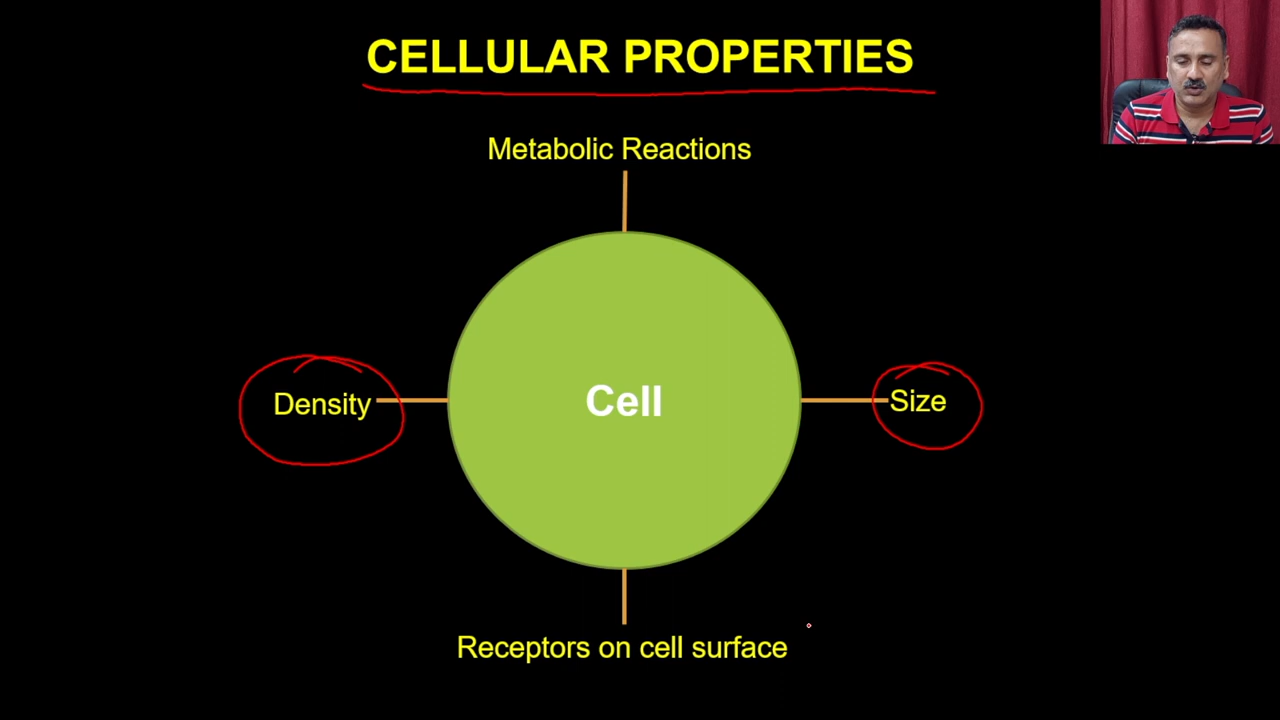 CELLULAR PROPERTIES
Metabolic Reactions
Density
Cell
Size
Receptors on cell surface